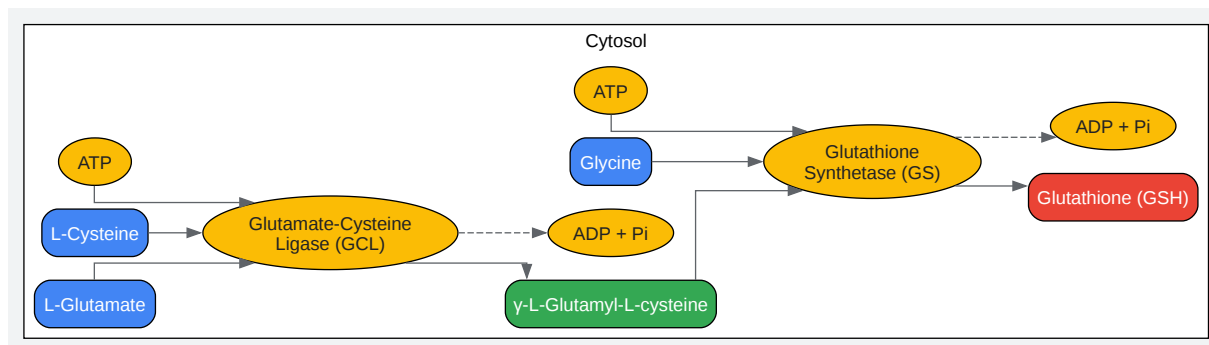 Cytosol
ATP
ADP + Pi
Glutathione
Synthetase (GS)
Glycine
ATP
Glutathione (GSH)
L-Cysteine
Glutamate-Cysteine
Ligase (GCL)
ADP + Pi
L-Glutamate
γ-L-Glutamyl-L-cysteine